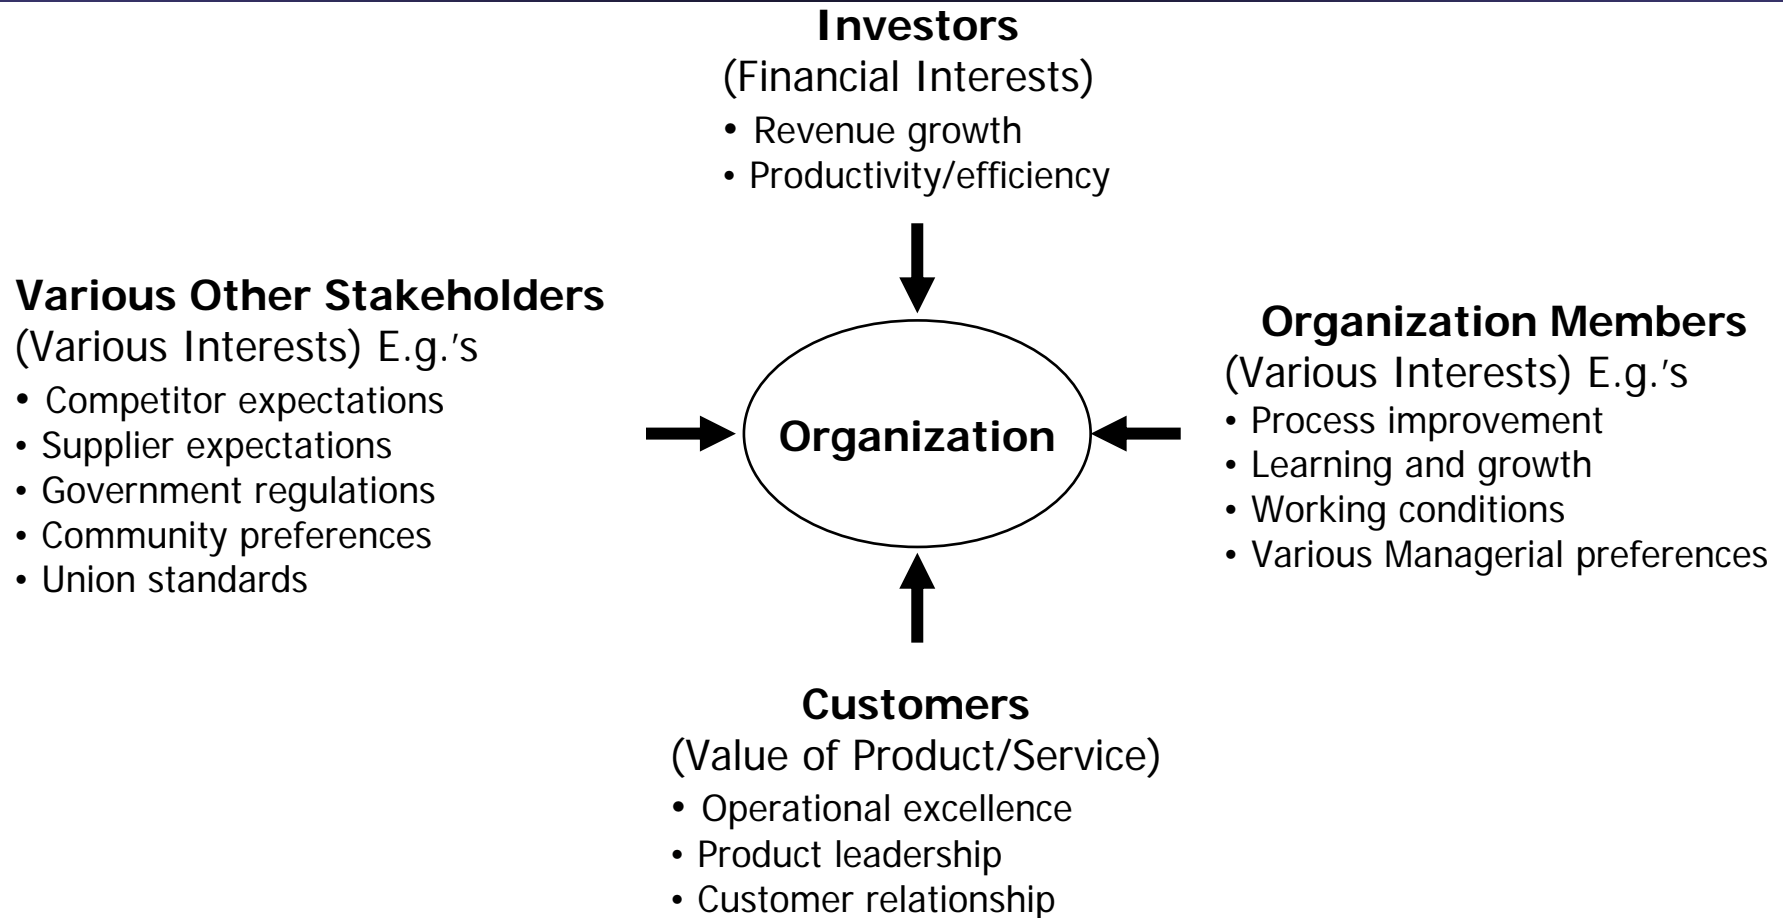 Investors
(Financial Interests)
• Revenue growth
• Productivity/efficiency
Various Other Stakeholders
(Various Interests) E.g.'s
• Competitor expectations
• Supplier expectations
• Government regulations
• Community preferences
• Union standards
Organization
Organization Members
(Various Interests) E.g.'s
• Process improvement
• Learning and growth
• Working conditions
• Various Managerial preferences
Customers
(Value of Product/Service)
• Operational excellence
• Product leadership
• Customer relationship